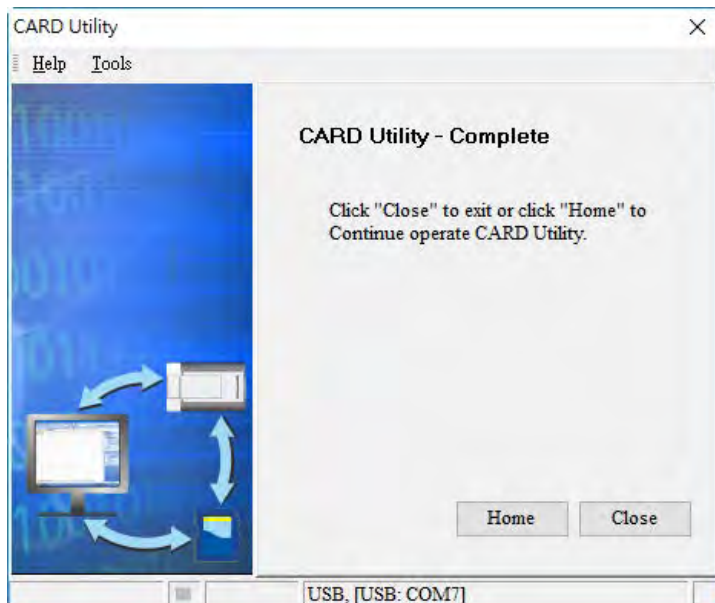 CARD Utility
Help Tools
CARD Utility - Complete
Click "Close" to exit or click "Home" to
Continue operate CARD Utility.
Home Close
USB, [USB: COM7]